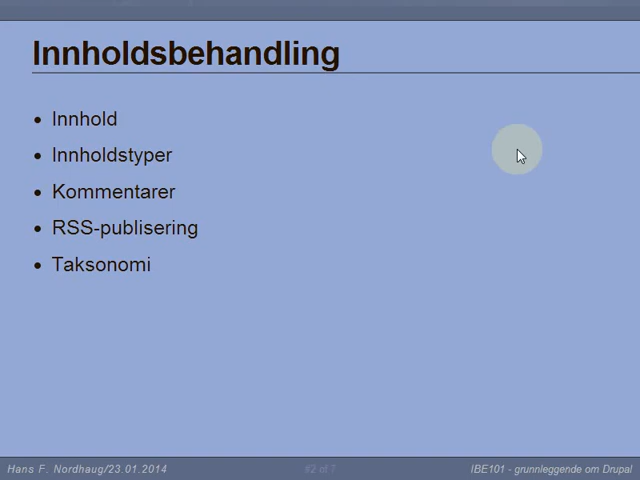 Innholdsbehandling
Innhold
Innholdstyper
Kommentarer
RSS-publisering
Taksonomi
Hans F. Nordhaug/23.01.2014
#2 of 7
IBE101 - grunnleggende om Drupal